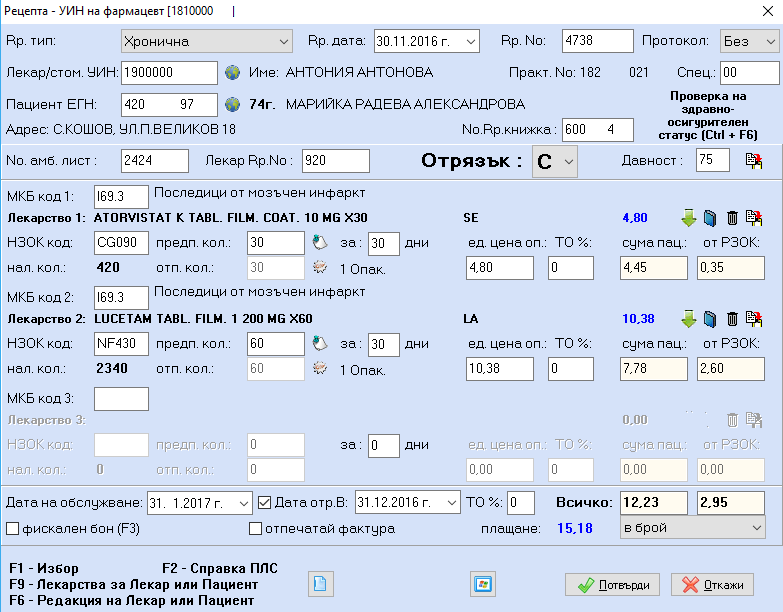 Рецепта - УИН на фармацевт [1810000 |
Rp. тип: Хронична Rp. дата: 30.11.2016 г. Rp. No: 4738 Протокол: Без
Лекар/стом. УИН: 1900000 Име: АНТОНИЯ АНТОНОВА Практ. No: 182 021 Спец.: 00
Пациент ЕГН: 420 97 74г. МАРИЙКА РАДЕВА АЛЕКСАНДРОВА
Проверка на здравно-осигурителен статус (Ctrl + F6)
Адрес: С.КОШОВ, УЛ.П.ВЕЛИКОВ 18 No.Rp.книжка : 600 4
No. амб. лист : 2424 Лекар Rp.No : 920 Отрязък : C Давност : 75
МКБ код 1: I69.3 Последици от мозъчен инфаркт
Лекарство 1: ATORVISTAT K TABL. FILM. COAT. 10 MG X30 SE 4,80
НЗОК код: CG090 предп. кол.: 30 за : 30 дни ед. цена оп.: ТО %: сума пац.: от РЗОК:
нал. кол.: 420 отп. кол.: 30 1 Опак. 4,80 0 4,45 0,35
МКБ код 2: I69.3 Последици от мозъчен инфаркт
Лекарство 2: LUCETAM TABL. FILM. 1 200 MG X60 LA 10,38
НЗОК код: NF430 предп. кол.: 60 за : 30 дни ед. цена оп.: ТО %: сума пац.: от РЗОК:
нал. кол.: 2340 отп. кол.: 60 1 Опак. 10,38 0 7,78 2,60
МКБ код 3:
Лекарство 3: 0,00
НЗОК код: предп. кол.: 0 за : 0 дни ед. цена оп.: ТО %: сума пац.: от РЗОК:
нал. кол.: 0 отп. кол.: 0 0,00 0 0,00 0,00
Дата на обслужване: 31. 1.2017 г. Дата отр.В: 31.12.2016 г. ТО %: 0 Всичко: 12,23 2,95
фискален бон (F3) отпечатай фактура плащане: 15,18 в брой
F1 - Избор F2 - Справка ПЛС
F9 - Лекарства за Лекар или Пациент
F6 - Редакция на Лекар или Пациент
Потвърди Откажи